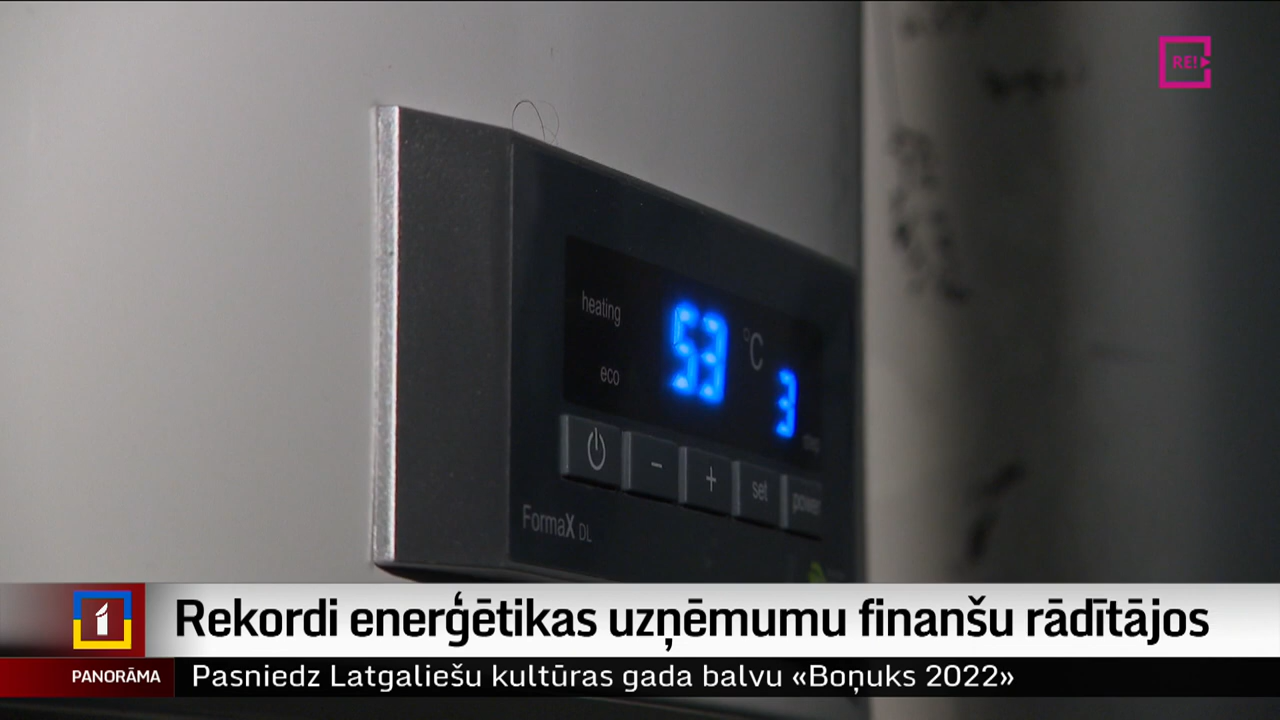 RE!
heating
53 °C
eco
3
set
power
FormaX DL
1
Rekordi enerģētikas uzņēmumu finanšu rādītājos
PANORĀMA
Pasniedz Latgaliešu kultūras gada balvu «Boņuks 2022»